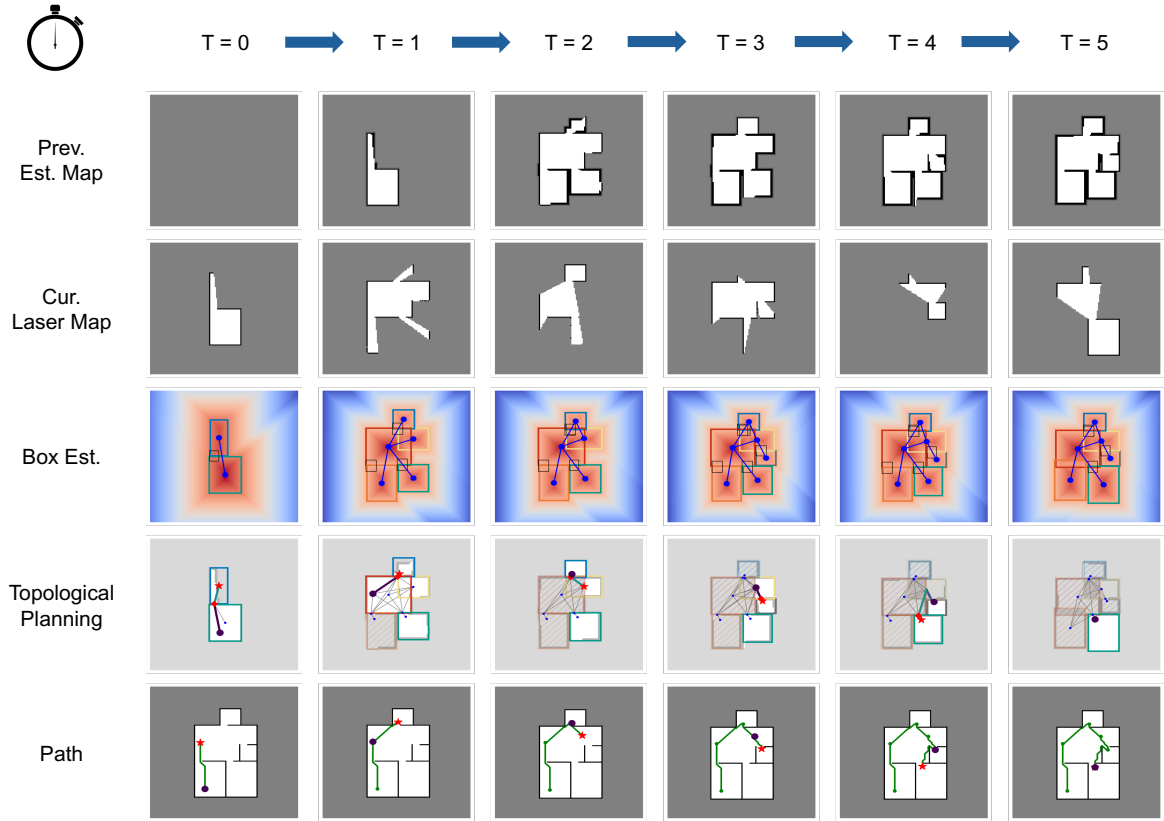 T = 0
T = 1
T = 2
T = 3
T = 4
T = 5
Prev.
Est. Map
Cur.
Laser Map
Box Est.
Topological
Planning
Path